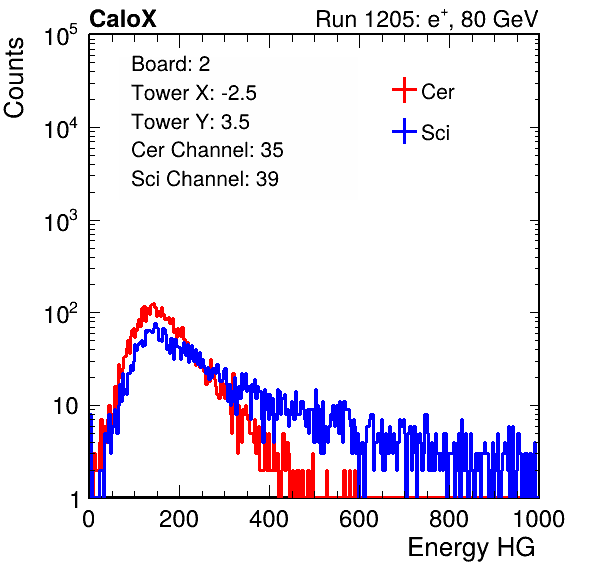 CaloX Run 1205: e⁺, 80 GeV
Counts
Board: 2
Tower X: -2.5
Tower Y: 3.5
Cer Channel: 35
Sci Channel: 39
Cer
Sci
10⁵
10⁴
10³
10²
10
1
0 200 400 600 800 1000
Energy HG